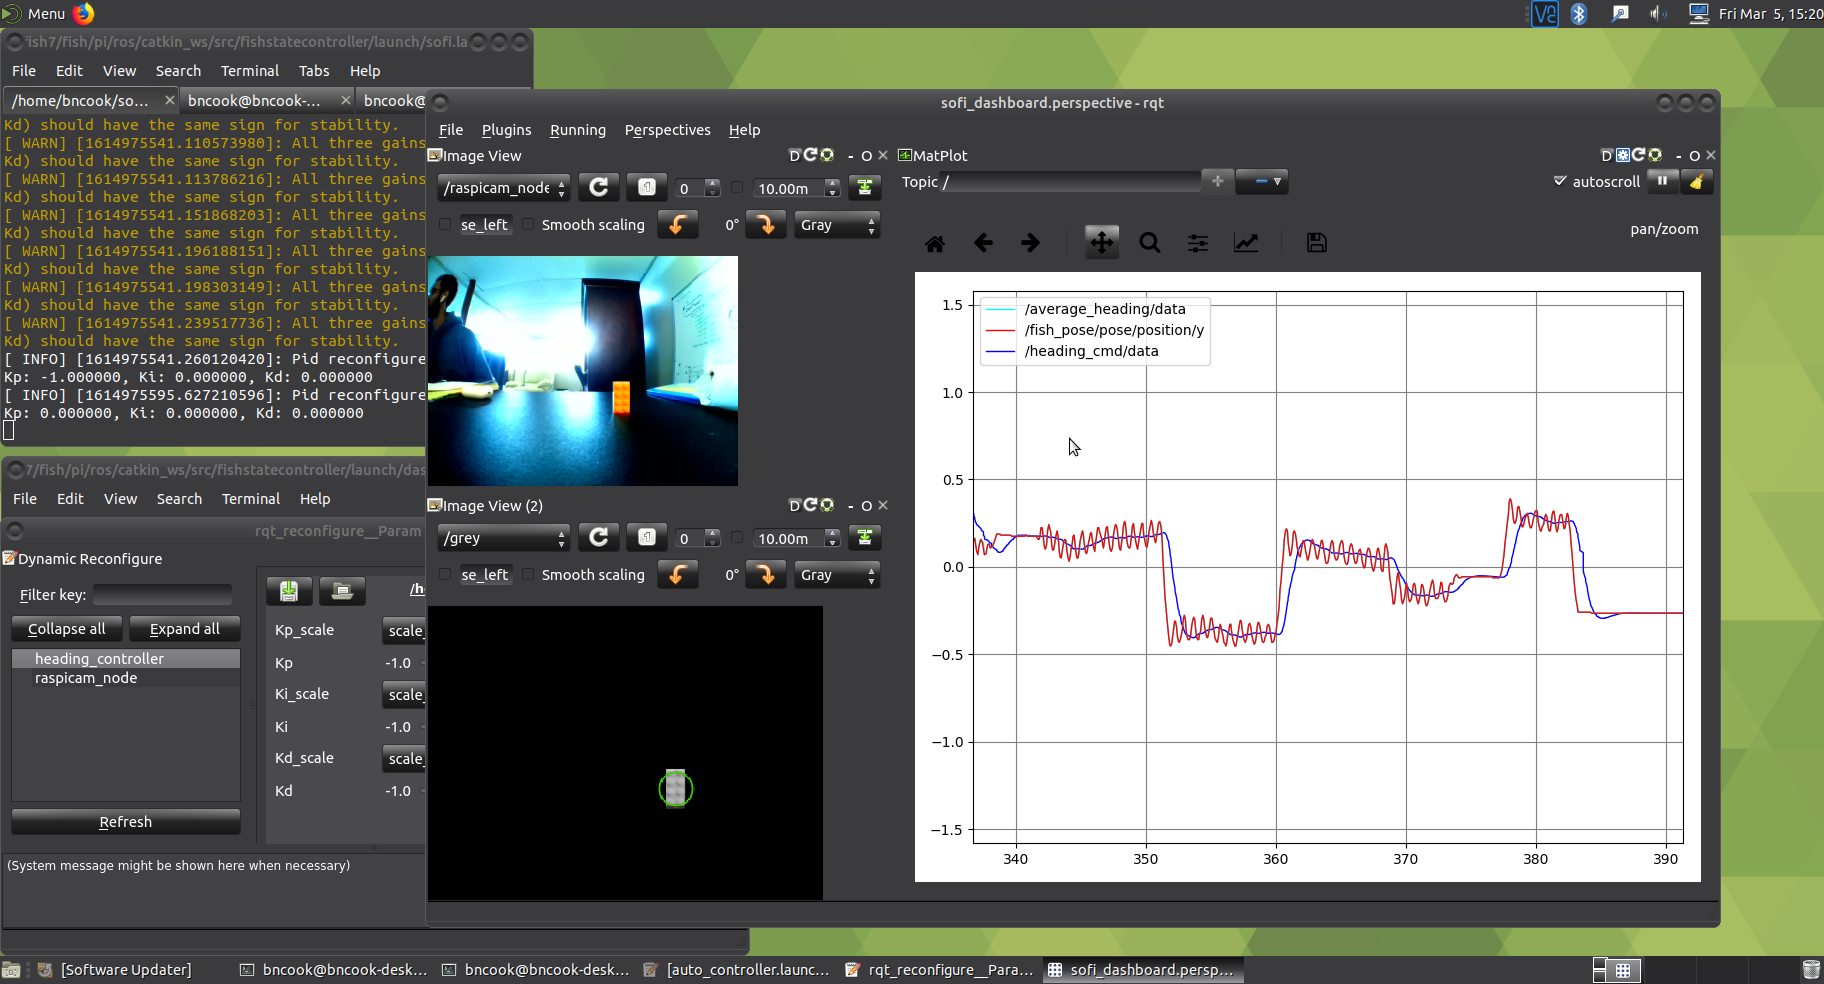 Menu
Fri Mar  5, 15:20
fish7/fish/pi/ros/catkin_ws/src/fishstatecontroller/launch/sofi.la
File Edit View Search Terminal Tabs Help
/home/bncook/so... × bncook@bncook-... × bncook@
Kd) should have the same sign for stability.
[ WARN] [1614975541.110573980]: All three gains
Kd) should have the same sign for stability.
[ WARN] [1614975541.113786216]: All three gains
Kd) should have the same sign for stability.
[ WARN] [1614975541.151868203]: All three gains
Kd) should have the same sign for stability.
[ WARN] [1614975541.196188151]: All three gains
Kd) should have the same sign for stability.
[ WARN] [1614975541.198303149]: All three gains
Kd) should have the same sign for stability.
[ WARN] [1614975541.239517736]: All three gains
Kd) should have the same sign for stability.
[ INFO] [1614975541.260120420]: Pid reconfigure
Kp: -1.000000, Ki: 0.000000, Kd: 0.000000
[ INFO] [1614975595.627210596]: Pid reconfigure
Kp: 0.000000, Ki: 0.000000, Kd: 0.000000
7/fish/pi/ros/catkin_ws/src/fishstatecontroller/launch/das
File Edit View Search Terminal Help
rqt_reconfigure__Param
Dynamic Reconfigure
Filter key:
Collapse all Expand all
heading_controller
raspicam_node
Refresh
(System message might be shown here when necessary)
/h
Kp_scale scale_
Kp -1.0
Ki_scale scale_
Ki -1.0
Kd_scale scale_
Kd -1.0
sofi_dashboard.perspective - rqt
File Plugins Running Perspectives Help
Image View D - O ×
/raspicam_node 1 0 10.00m
se_left Smooth scaling 0° Gray
Image View (2) D - O ×
/grey 1 0 10.00m
se_left Smooth scaling 0° Gray
MatPlot D - O ×
Topic / autoscroll
pan/zoom
/average_heading/data
/fish_pose/pose/position/y
/heading_cmd/data
1.5
1.0
0.5
0.0
−0.5
−1.0
−1.5
340 350 360 370 380 390
[Software Updater] bncook@bncook-desk... bncook@bncook-desk... [auto_controller.launc... rqt_reconfigure__Para... sofi_dashboard.persp...